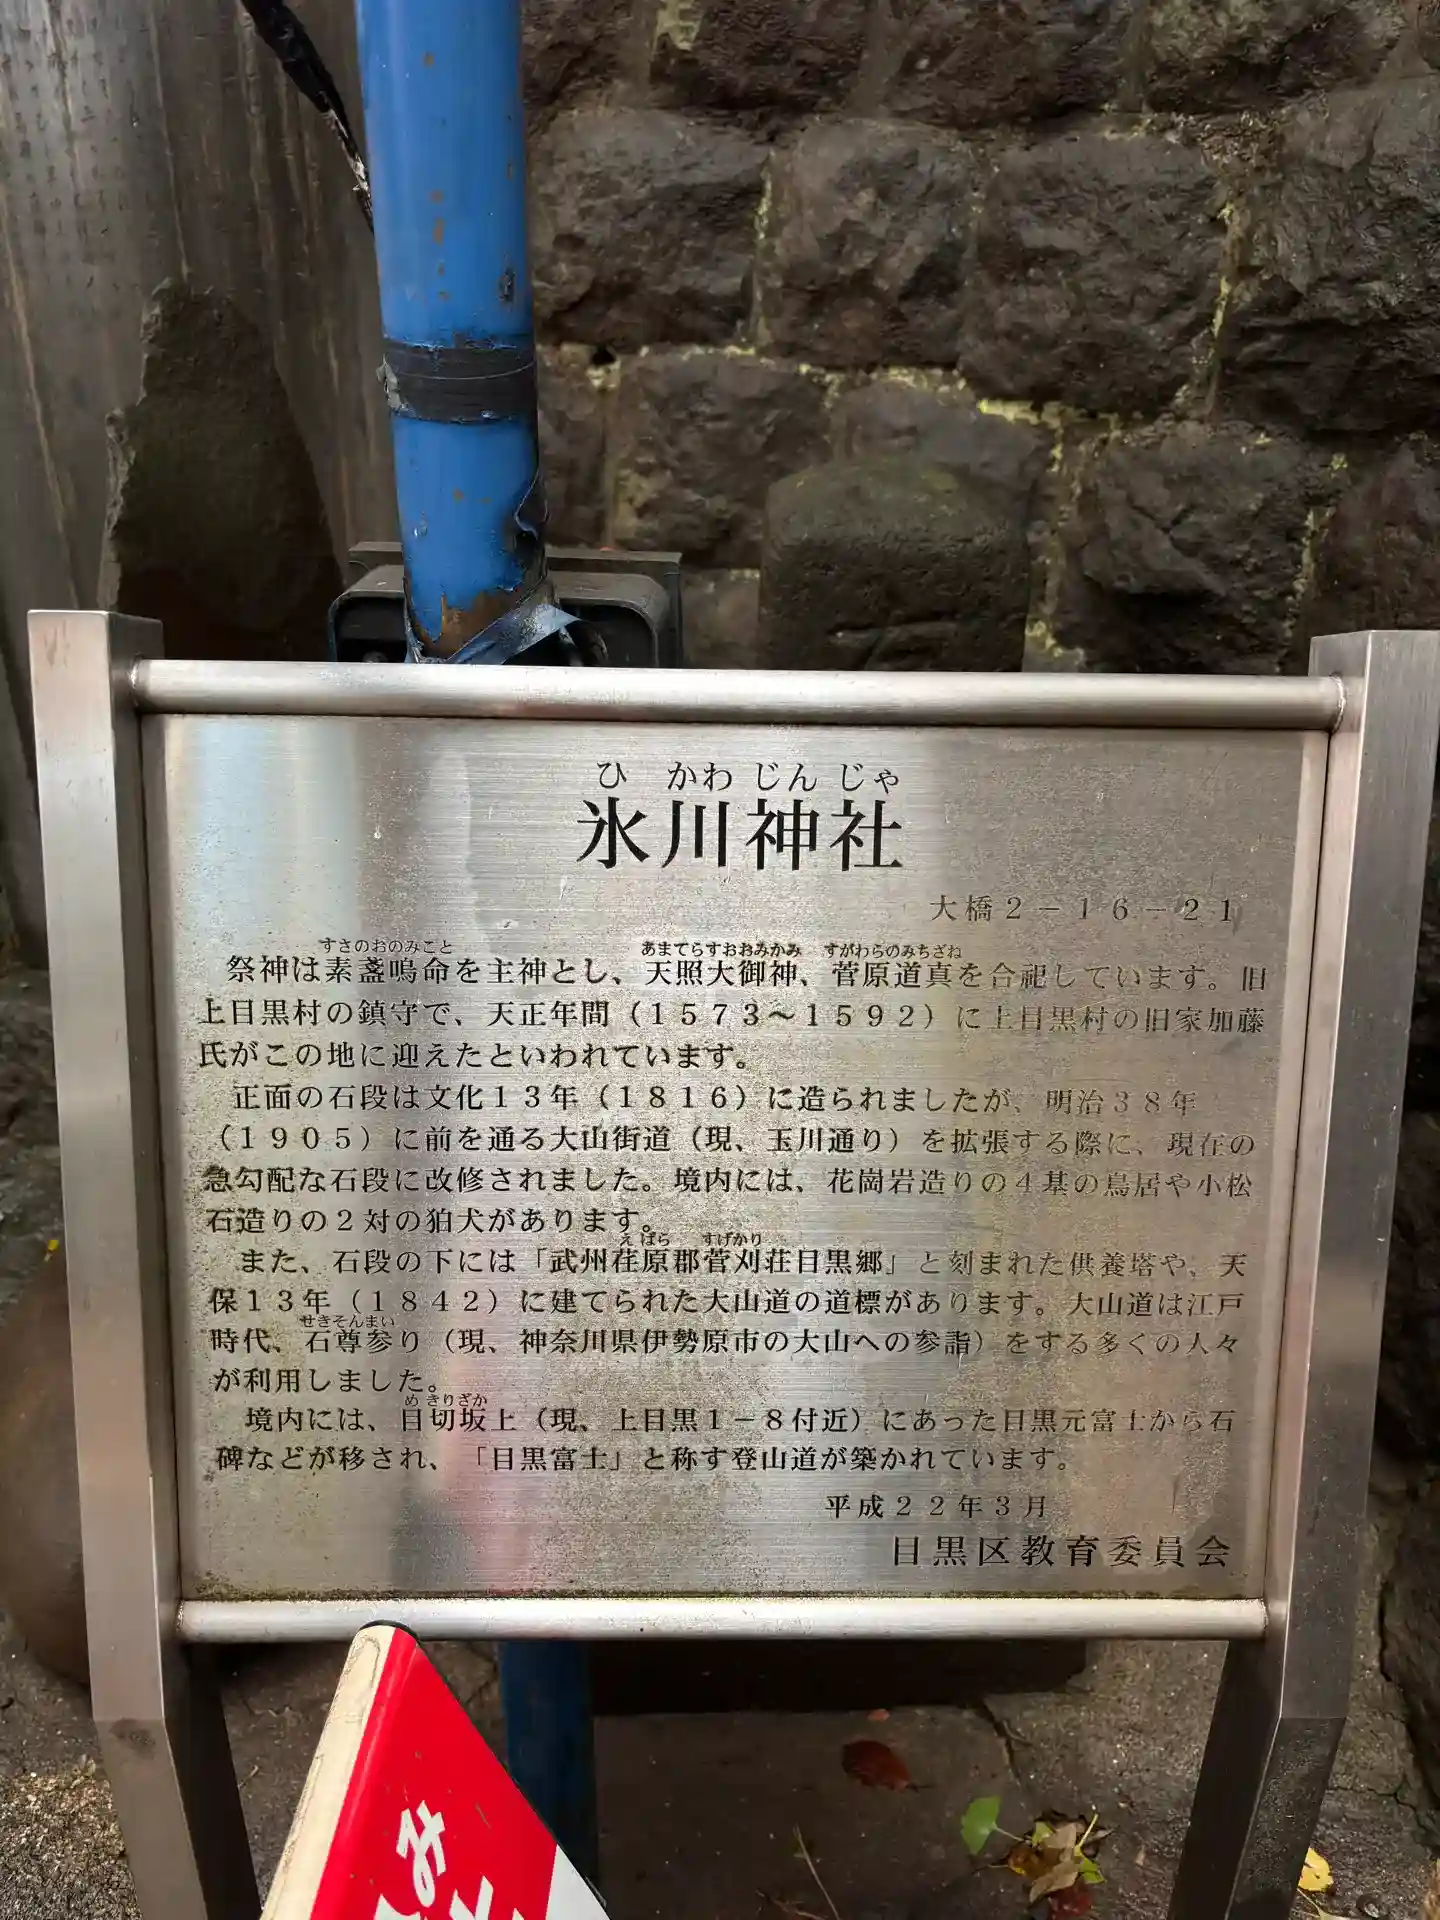 ひ かわ じん じゃ
氷川神社
大橋２－１６－２１
すさのおのみこと あまてらすおおみかみ すがわらのみちざね
祭神は素盞嗚命を主神とし、天照大御神、菅原道真を合祀しています。旧
上目黒村の鎮守で、天正年間（１５７３～１５９２）に上目黒村の旧家加藤
氏がこの地に迎えたといわれています。
正面の石段は文化１３年（１８１６）に造られましたが、明治３８年
（１９０５）に前を通る大山街道（現、玉川通り）を拡張する際に、現在の
急勾配な石段に改修されました。境内には、花崗岩造りの４基の鳥居や小松
石造りの２対の狛犬があります。
えばら すげかり
また、石段の下には「武州荏原郡菅刈荘目黒郷」と刻まれた供養塔や、天
保１３年（１８４２）に建てられた大山道の道標があります。大山道は江戸
せきそんまい
時代、石尊参り（現、神奈川県伊勢原市の大山への参詣）をする多くの人々
が利用しました。
めきりざか
境内には、目切坂上（現、上目黒１－８付近）にあった目黒元富士から石
碑などが移され、「目黒富士」と称す登山道が築かれています。
平成２２年３月
目黒区教育委員会
お